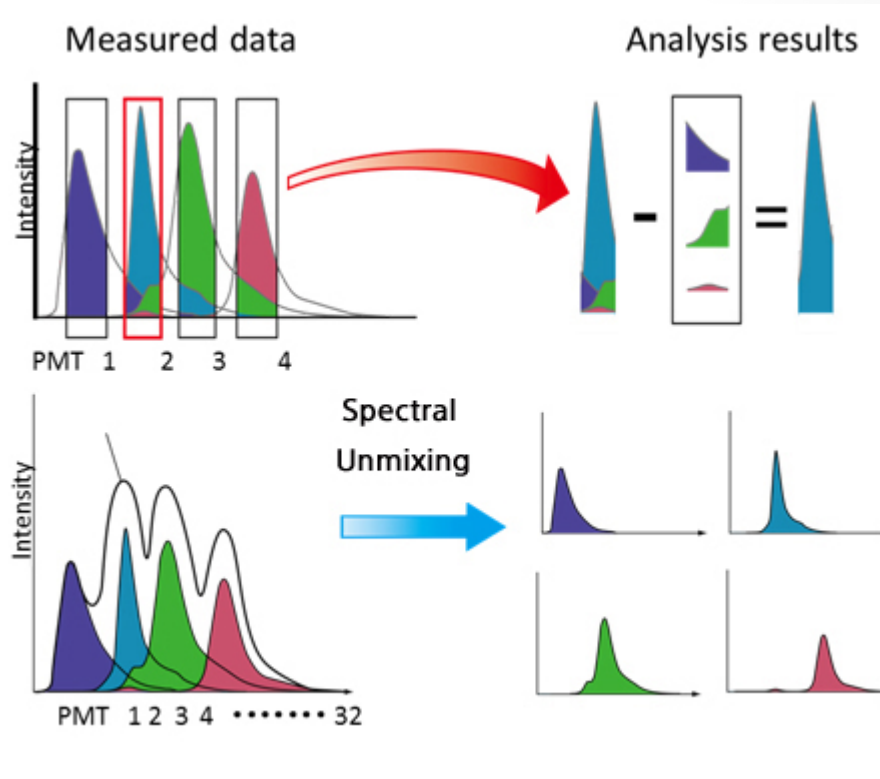 Measured data
Analysis results
Intensity
PMT 1 2 3 4
- =
Spectral
Unmixing
Intensity
PMT 1 2 3 4 ········ 32